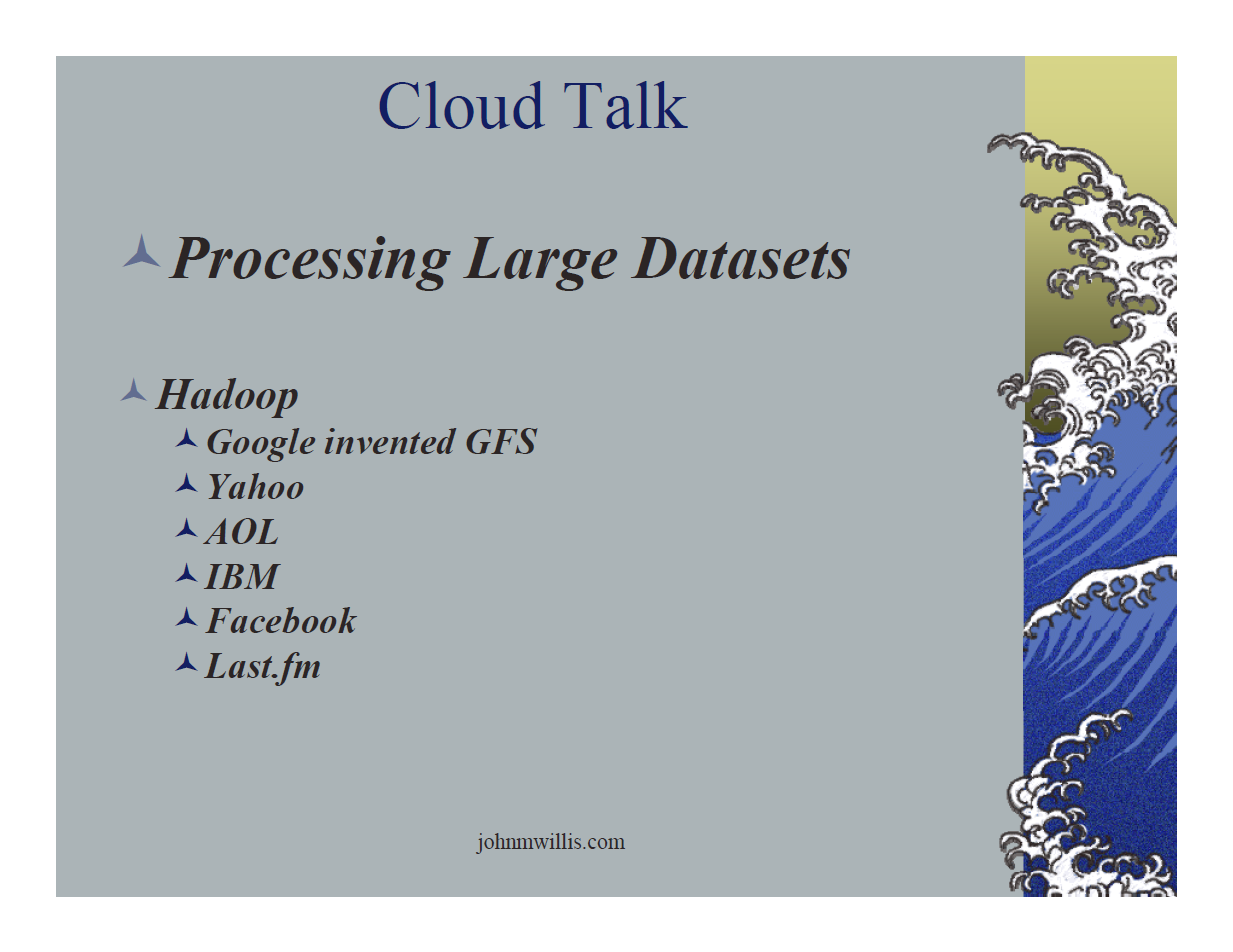 Cloud Talk
Processing Large Datasets
Hadoop
Google invented GFS
Yahoo
AOL
IBM
Facebook
Last.fm
johnmwillis.com